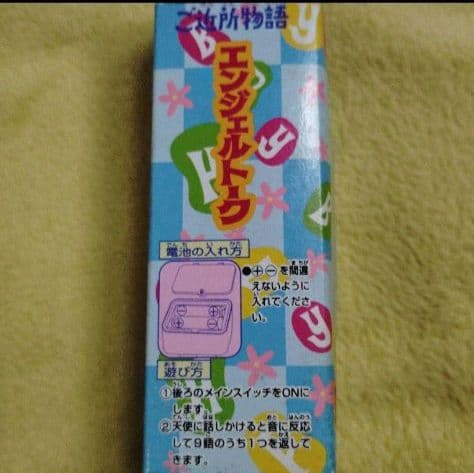 ご近所物語
エンジェルトーク
電池の入れ方
●⊕⊖を間違
えないように
入れてくださ
い。
遊び方
①後ろのメインスイッチをONに
します。
②天使に話しかけると音に反応
して9語のうち1つを返して
きます。